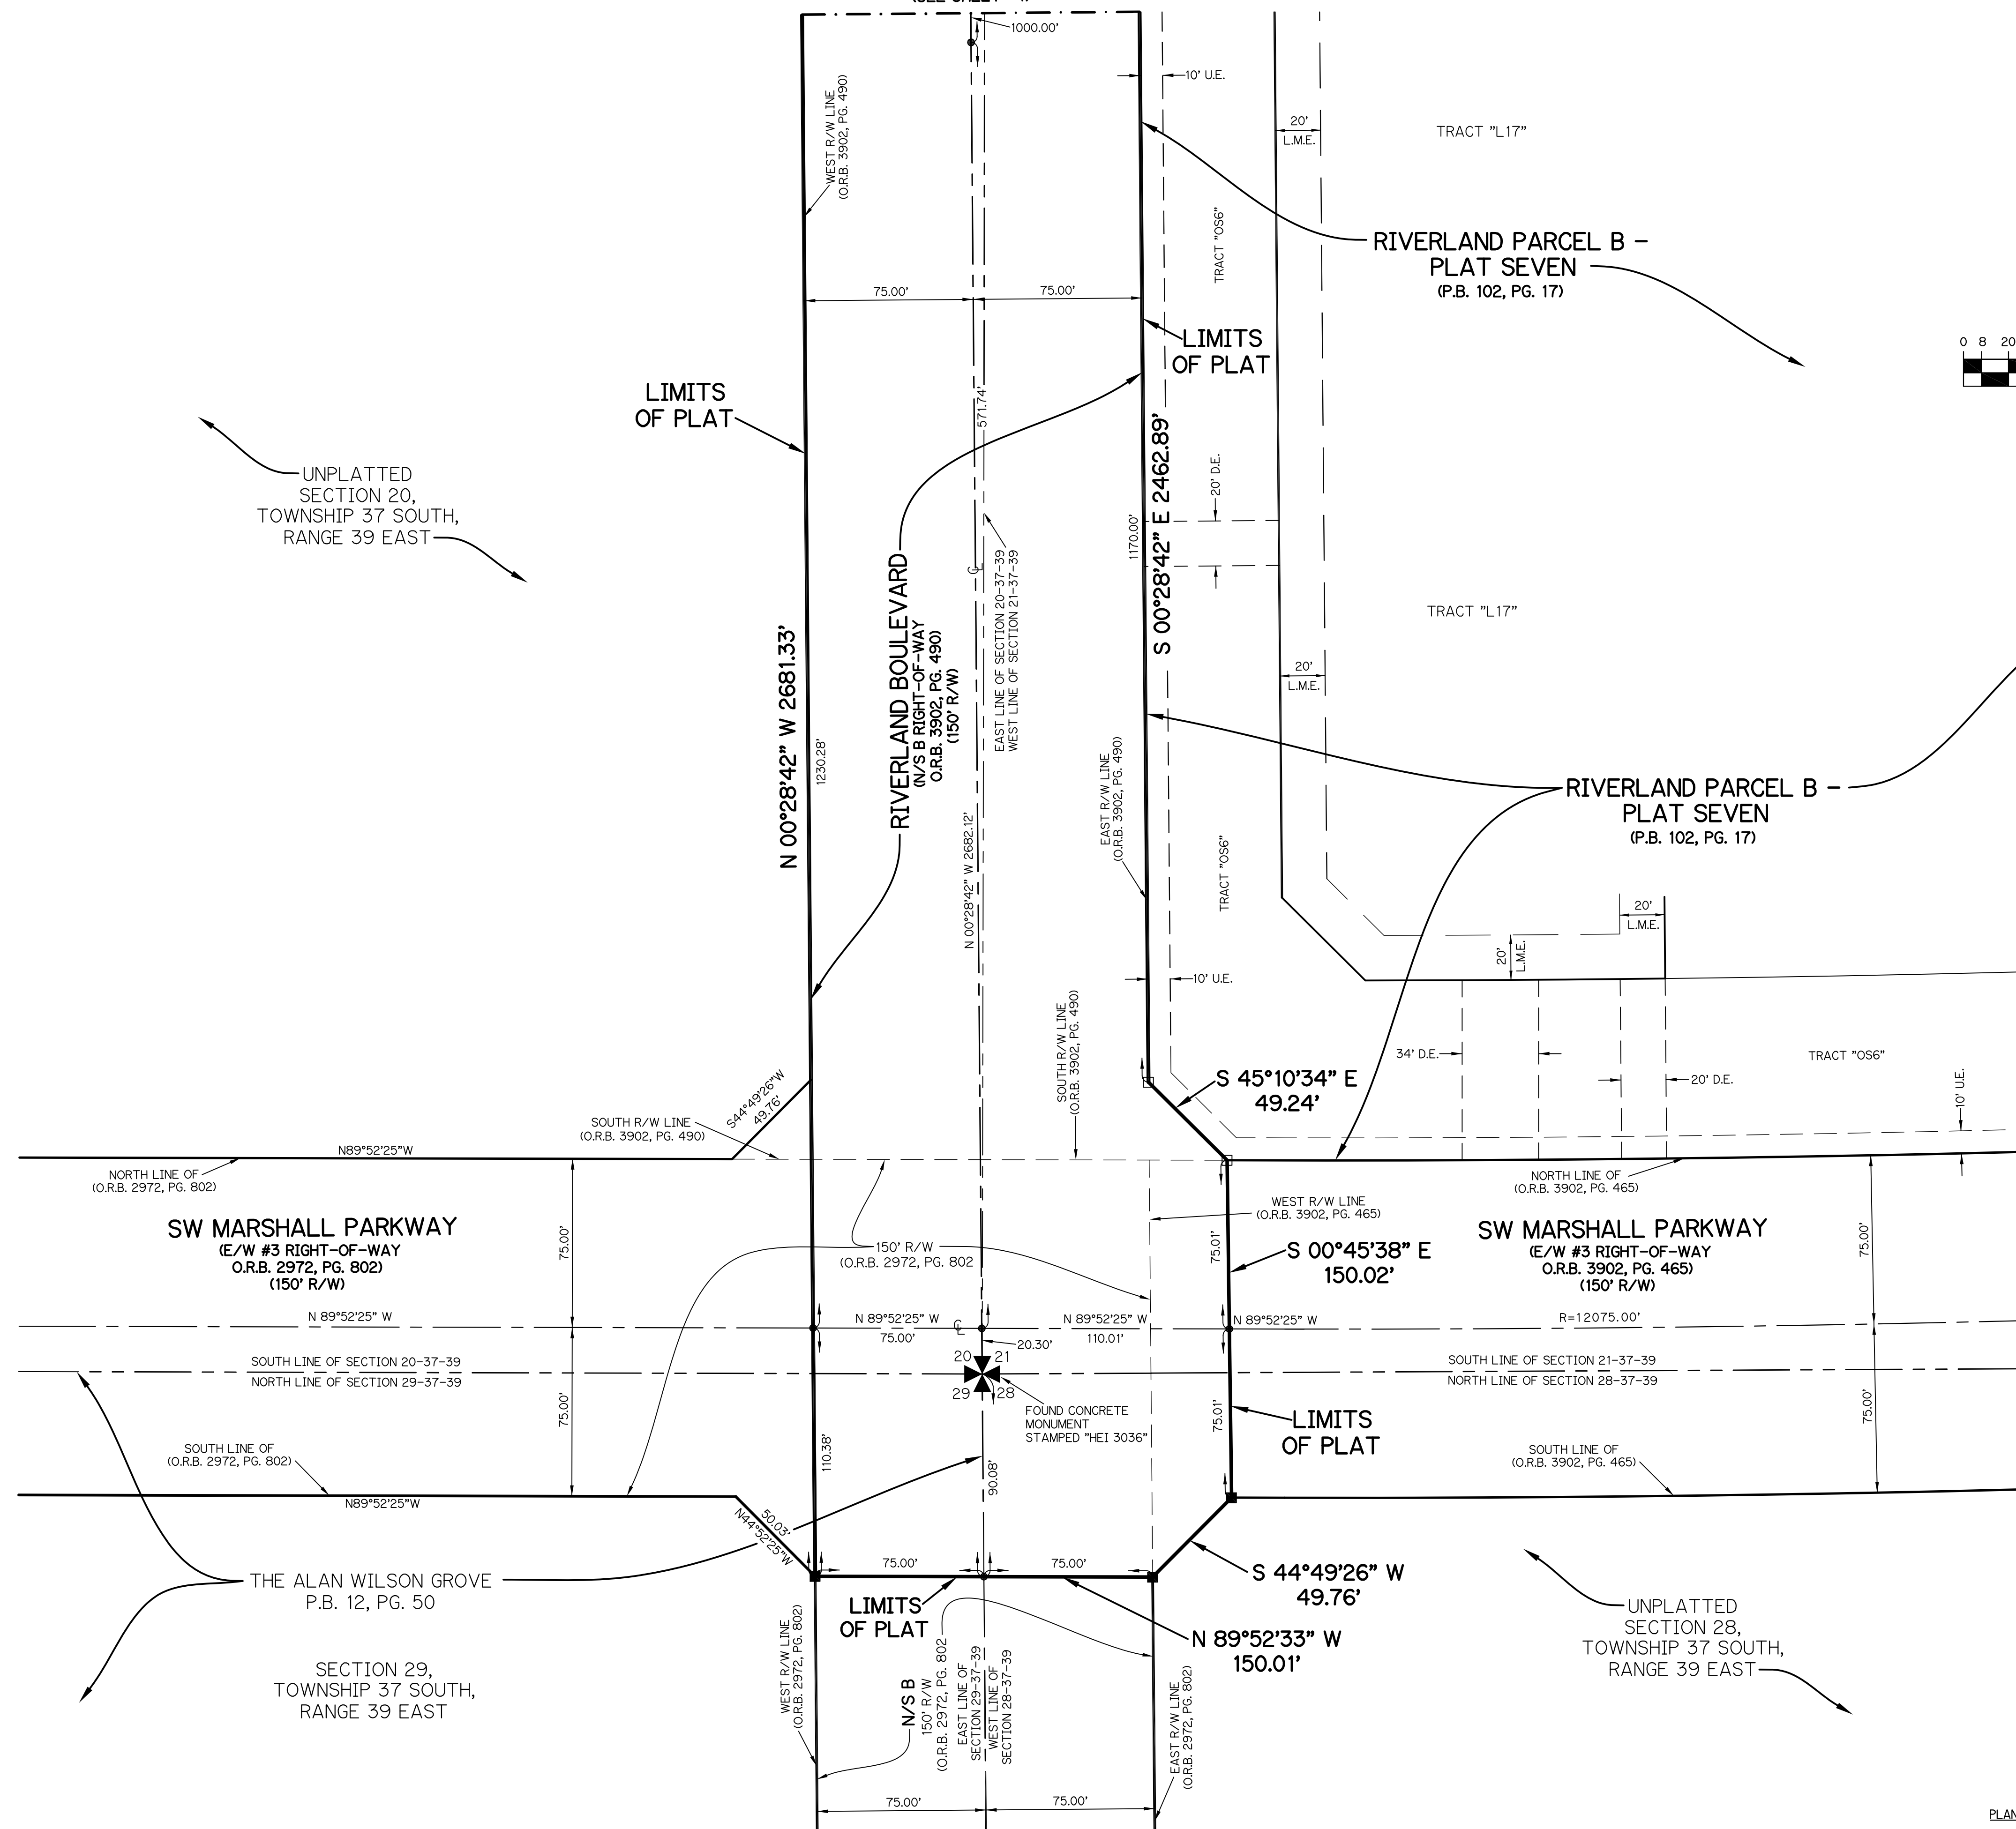 1000.00'
10' U.E.
WEST R/W LINE
(O.R.B. 3902, PG. 490)
20'
L.M.E.
TRACT "L17"
TRACT "OS6"
RIVERLAND PARCEL B -
PLAT SEVEN
(P.B. 102, PG. 17)
75.00'
75.00'
LIMITS
OF PLAT
0 8 20
LIMITS
OF PLAT
571.74'
UNPLATTED
SECTION 20,
TOWNSHIP 37 SOUTH,
RANGE 39 EAST
S 00°28'42" E 2462.89'
1170.00'
20' D.E.
EAST LINE OF SECTION 20-37-39
WEST LINE OF SECTION 21-37-39
RIVERLAND BOULEVARD
(N/S B RIGHT-OF-WAY
O.R.B. 3902, PG. 490)
(150' R/W)
N 00°28'42" W 2681.33'
1230.28'
TRACT "L17"
20'
L.M.E.
EAST R/W LINE
(O.R.B. 3902, PG. 490)
N 00°28'42" W 2682.12'
RIVERLAND PARCEL B -
PLAT SEVEN
(P.B. 102, PG. 17)
TRACT "OS6"
20'
L.M.E.
20'
L.M.E.
10' U.E.
SOUTH R/W LINE
(O.R.B. 3902, PG. 490)
34' D.E.
TRACT "OS6"
20' D.E.
10' U.E.
S 45°10'34" E
49.24'
S44°49'26"W
49.76'
SOUTH R/W LINE
(O.R.B. 3902, PG. 490)
N89°52'25"W
NORTH LINE OF
(O.R.B. 2972, PG. 802)
NORTH LINE OF
(O.R.B. 3902, PG. 465)
WEST R/W LINE
(O.R.B. 3902, PG. 465)
SW MARSHALL PARKWAY
(E/W #3 RIGHT-OF-WAY
O.R.B. 2972, PG. 802)
(150' R/W)
75.00'
150' R/W
(O.R.B. 2972, PG. 802
75.01'
S 00°45'38" E
150.02'
SW MARSHALL PARKWAY
(E/W #3 RIGHT-OF-WAY
O.R.B. 3902, PG. 465)
(150' R/W)
75.00'
N 89°52'25" W
N 89°52'25" W
75.00'
N 89°52'25" W
110.01'
N 89°52'25" W
R=12075.00'
20.30'
SOUTH LINE OF SECTION 20-37-39
NORTH LINE OF SECTION 29-37-39
20 21
29 28
SOUTH LINE OF SECTION 21-37-39
NORTH LINE OF SECTION 28-37-39
75.00'
FOUND CONCRETE
MONUMENT
STAMPED "HEI 3036"
75.01'
LIMITS
OF PLAT
75.00'
SOUTH LINE OF
(O.R.B. 2972, PG. 802)
110.38'
90.08'
SOUTH LINE OF
(O.R.B. 3902, PG. 465)
N89°52'25"W
50.03'
N44°52'25"W
75.00'
75.00'
THE ALAN WILSON GROVE
P.B. 12, PG. 50
S 44°49'26" W
49.76'
LIMITS
OF PLAT
N 89°52'33" W
150.01'
UNPLATTED
SECTION 28,
TOWNSHIP 37 SOUTH,
RANGE 39 EAST
SECTION 29,
TOWNSHIP 37 SOUTH,
RANGE 39 EAST
WEST R/W LINE
(O.R.B. 2972, PG. 802)
N/S B
150' R/W
(O.R.B. 2972, PG. 802
EAST LINE OF
SECTION 29-37-39
WEST LINE OF
SECTION 28-37-39
EAST R/W LINE
(O.R.B. 2972, PG. 802)
75.00'
75.00'